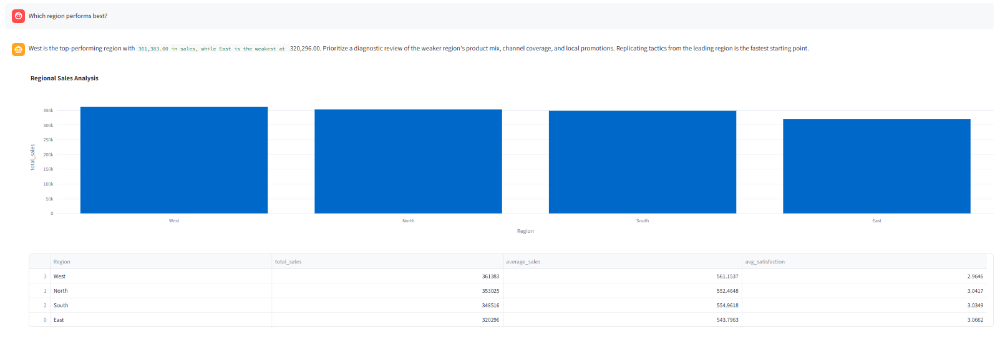 Which region performs best?
West is the top-performing region with 361,383.00 in sales, while East is the weakest at 320,296.00. Prioritize a diagnostic review of the weaker region's product mix, channel coverage, and local promotions. Replicating tactics from the leading region is the fastest starting point.
Regional Sales Analysis
350k
300k
250k
200k
150k
100k
50k
0
total_sales
West North South East
Region
Region total_sales average_sales avg_satisfaction
3 West 361383 561.1537 2.9646
1 North 353025 552.4648 3.0417
2 South 348516 554.9618 3.0349
0 East 320296 543.7963 3.0662